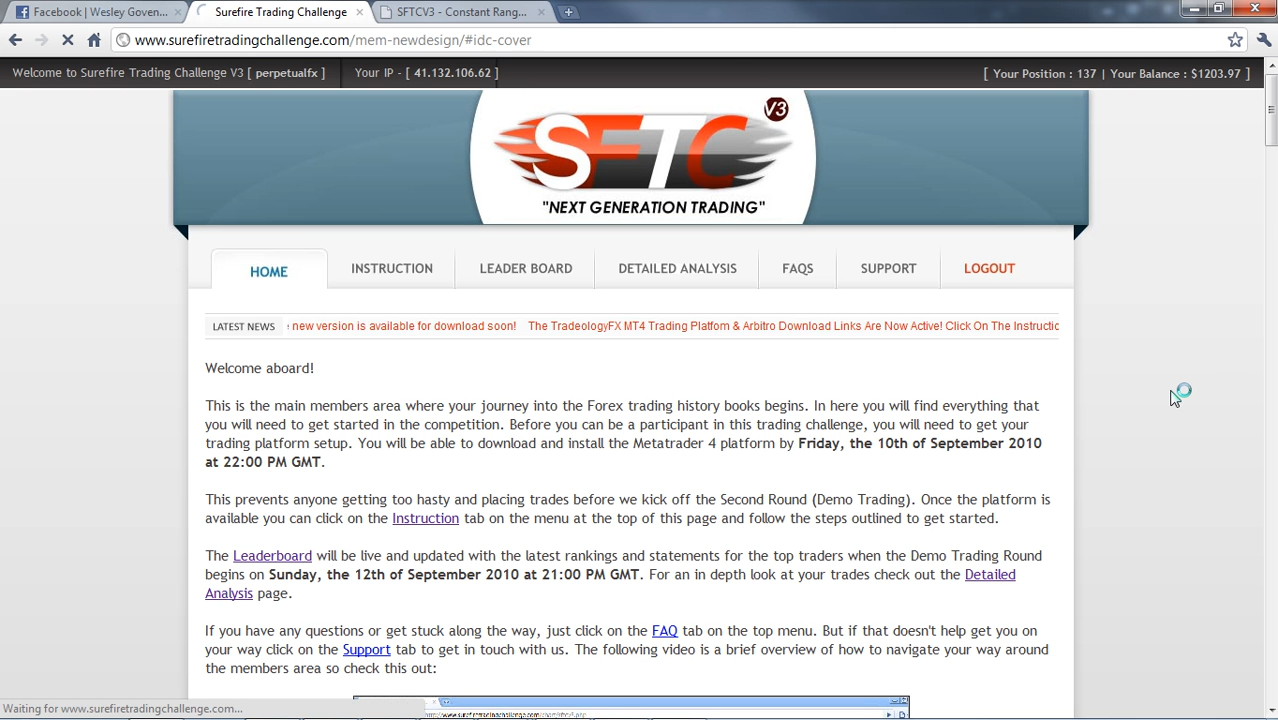 Facebook | Wesley Goven...
Surefire Trading Challenge
SFTCV3 - Constant Rang...
www.surefiretradingchallenge.com/mem-newdesign/#idc-cover
Welcome to Surefire Trading Challenge V3 [ perpetualfx ]
Your IP - [ 41.132.106.62 ]
[ Your Position : 137 | Your Balance : $1203.97 ]
V3
SFTC
"NEXT GENERATION TRADING"
HOME
INSTRUCTION
LEADER BOARD
DETAILED ANALYSIS
FAQS
SUPPORT
LOGOUT
LATEST NEWS
new version is available for download soon! The TradeologyFX MT4 Trading Platfom & Arbitro Download Links Are Now Active! Click On The Instructic
Welcome aboard!
This is the main members area where your journey into the Forex trading history books begins. In here you will find everything that
you will need to get started in the competition. Before you can be a participant in this trading challenge, you will need to get your
trading platform setup. You will be able to download and install the Metatrader 4 platform by Friday, the 10th of September 2010
at 22:00 PM GMT.
This prevents anyone getting too hasty and placing trades before we kick off the Second Round (Demo Trading). Once the platform is
available you can click on the Instruction tab on the menu at the top of this page and follow the steps outlined to get started.
The Leaderboard will be live and updated with the latest rankings and statements for the top traders when the Demo Trading Round
begins on Sunday, the 12th of September 2010 at 21:00 PM GMT. For an in depth look at your trades check out the Detailed
Analysis page.
If you have any questions or get stuck along the way, just click on the FAQ tab on the top menu. But if that doesn't help get you on
your way click on the Support tab to get in touch with us. The following video is a brief overview of how to navigate your way around
the members area so check this out:
Waiting for www.surefiretradingchallenge.com...